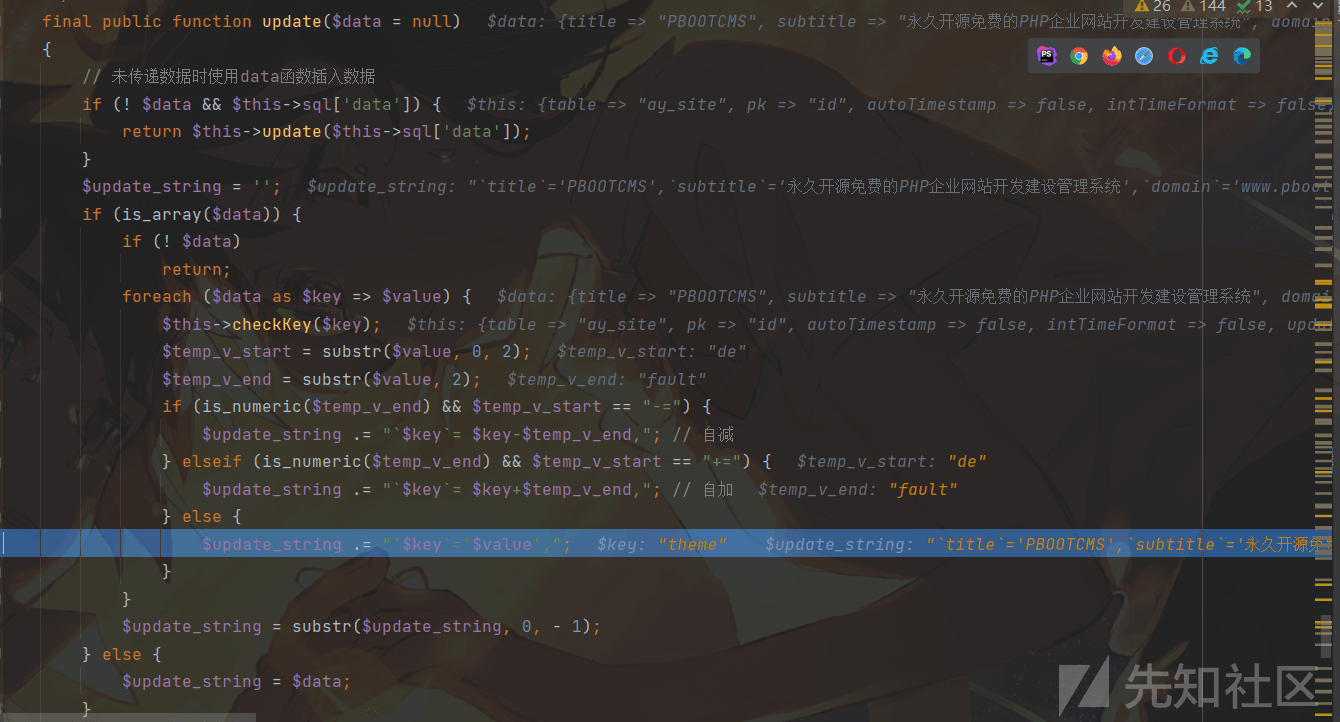 26 144 13
final public function update($data = null) $data: {title => "PBOOTCMS", subtitle => "永久开源免费的PHP企业网站开发建设管理系统", domain
{
// 未传递数据时使用data函数插入数据
if (! $data && $this->sql['data']) { $this: {table => "ay_site", pk => "id", autoTimestamp => false, intTimeFormat => false,
return $this->update($this->sql['data']);
}
$update_string = ''; $update_string: "`title`='PBOOTCMS',`subtitle`='永久开源免费的PHP企业网站开发建设管理系统',`domain`='www.pboot
if (is_array($data)) {
if (! $data)
return;
foreach ($data as $key => $value) { $data: {title => "PBOOTCMS", subtitle => "永久开源免费的PHP企业网站开发建设管理系统", domai
$this->checkKey($key); $this: {table => "ay_site", pk => "id", autoTimestamp => false, intTimeFormat => false, upd
$temp_v_start = substr($value, 0, 2); $temp_v_start: "de"
$temp_v_end = substr($value, 2); $temp_v_end: "fault"
if (is_numeric($temp_v_end) && $temp_v_start == "-=") {
$update_string .= "`$key`= $key-$temp_v_end,"; // 自减
} elseif (is_numeric($temp_v_end) && $temp_v_start == "+=") { $temp_v_start: "de"
$update_string .= "`$key`= $key+$temp_v_end,"; // 自加 $temp_v_end: "fault"
} else {
$update_string .= "`$key`='$value',"; $key: "theme" $update_string: "`title`='PBOOTCMS',`subtitle`='永久开源免
}
}
$update_string = substr($update_string, 0, - 1);
} else {
$update_string = $data;
}
先知社区